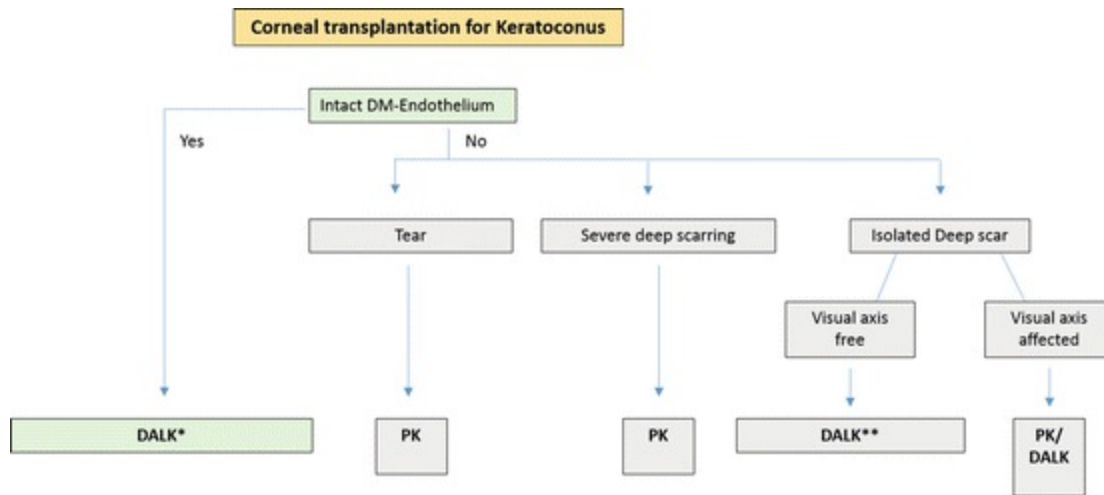 Corneal transplantation for Keratoconus
Intact DM-Endothelium
Yes
No
Tear
Severe deep scarring
Isolated Deep scar
Visual axis
free
Visual axis
affected
DALK*
PK
PK
DALK**
PK/
DALK